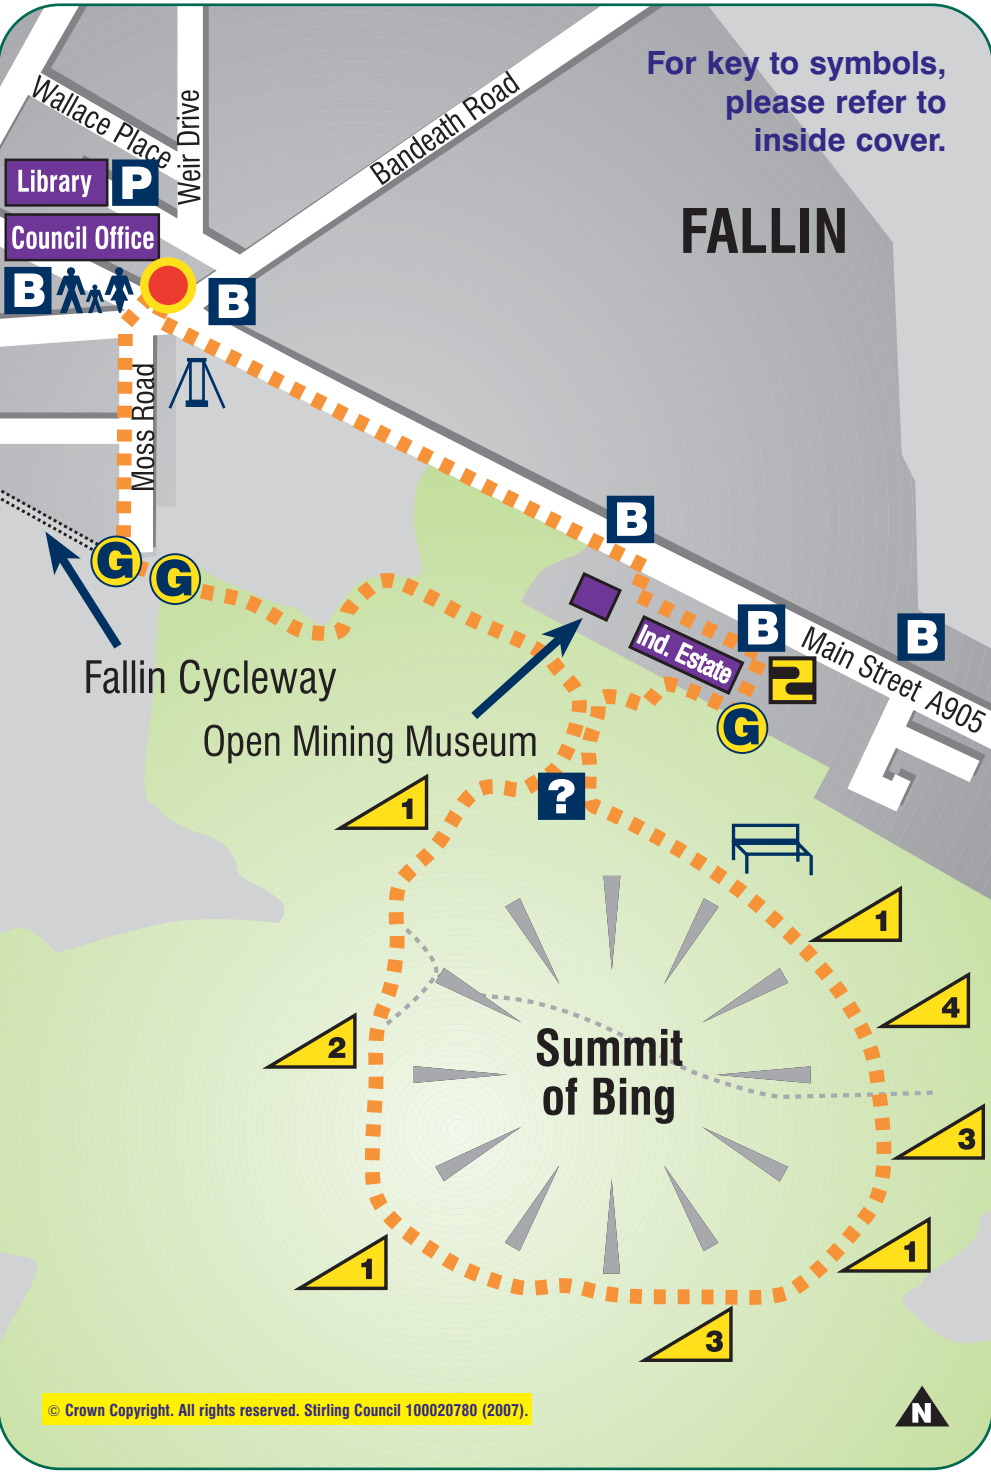 For key to symbols,
please refer to
inside cover.
FALLIN
Wallace Place
Weir Drive
Bandeath Road
Library
P
Council Office
B
B
Moss Road
B
G
G
Fallin Cycleway
Open Mining Museum
Ind. Estate
B
B
Main Street A905
G
?
1
1
4
2
Summit
of Bing
3
1
1
3
© Crown Copyright. All rights reserved. Stirling Council 100020780 (2007).
N